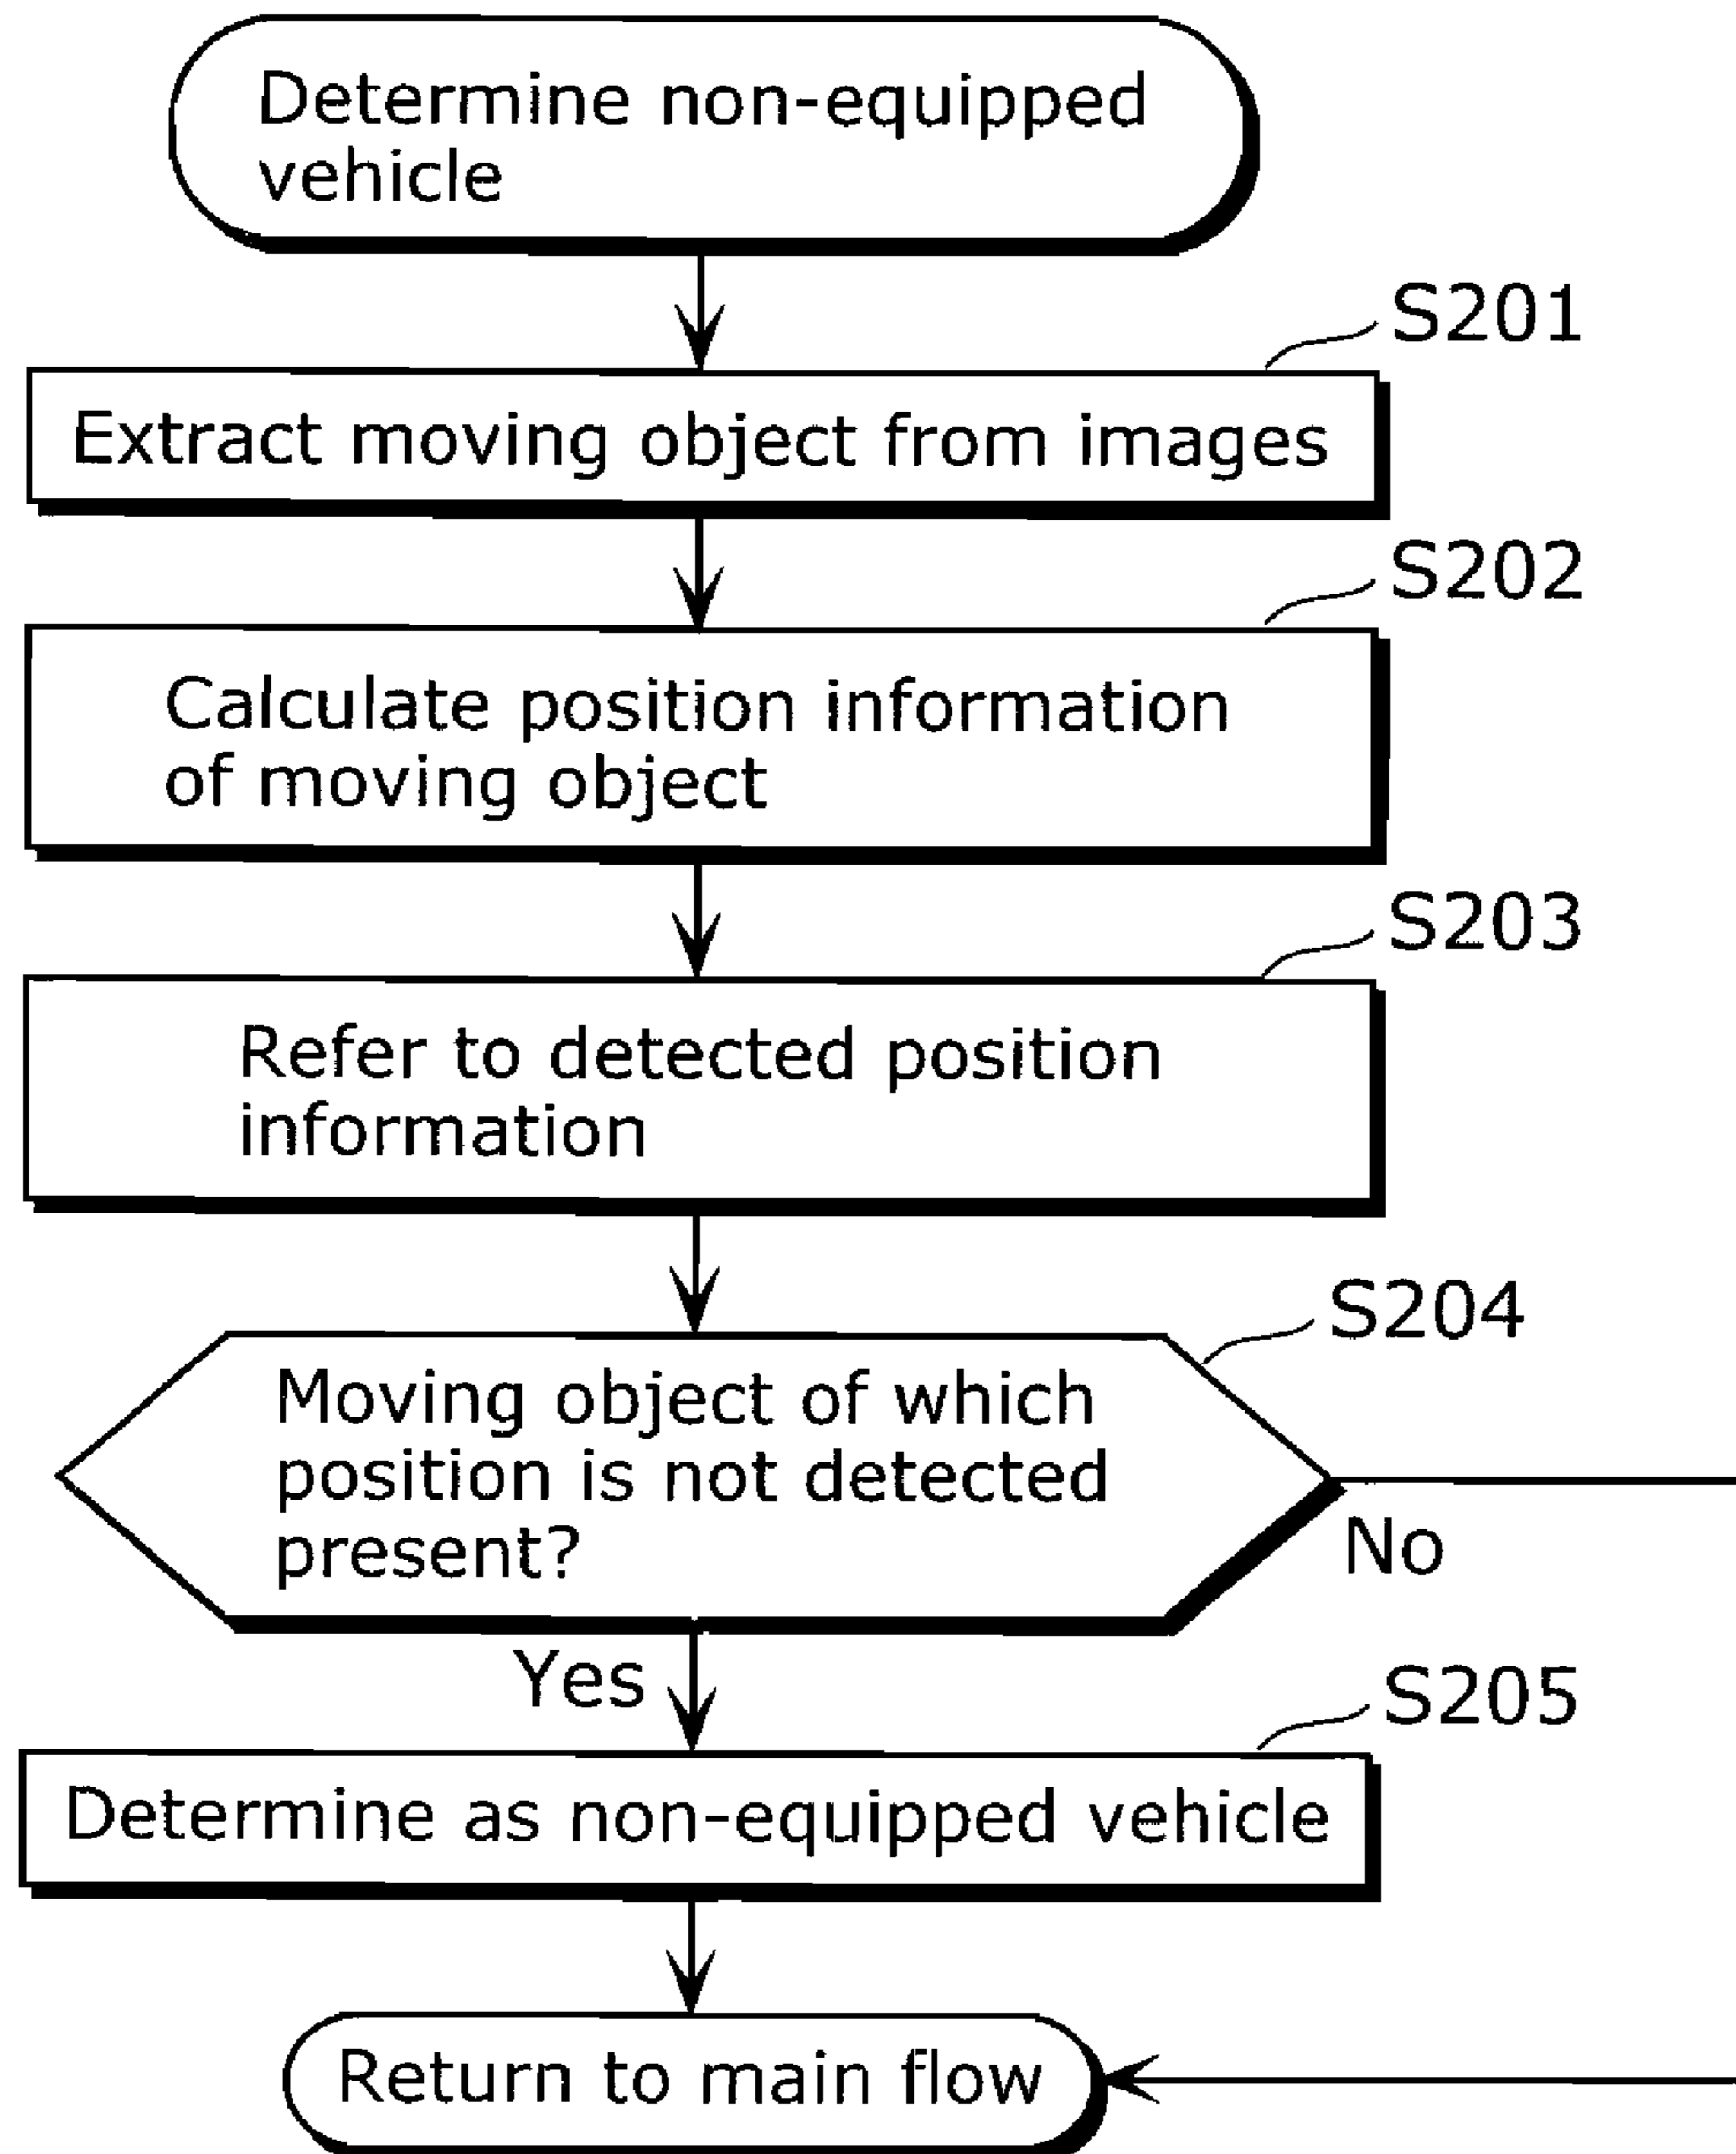 Determine non-equipped
vehicle
S201
Extract moving object from images
S202
Calculate position information
of moving object
S203
Refer to detected position
information
S204
Moving object of which
position is not detected
present?
No
Yes
S205
Determine as non-equipped vehicle
Return to main flow